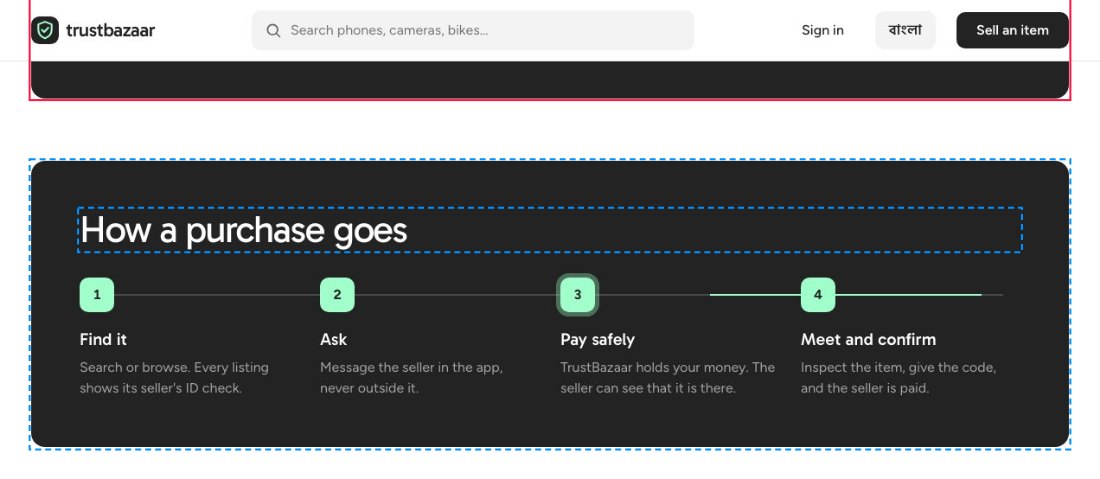 trustbazaar
Search phones, cameras, bikes...
Sign in
বাংলা
Sell an item
How a purchase goes
1
2
3
4
Find it
Search or browse. Every listing
shows its seller's ID check.
Ask
Message the seller in the app,
never outside it.
Pay safely
TrustBazaar holds your money. The
seller can see that it is there.
Meet and confirm
Inspect the item, give the code,
and the seller is paid.